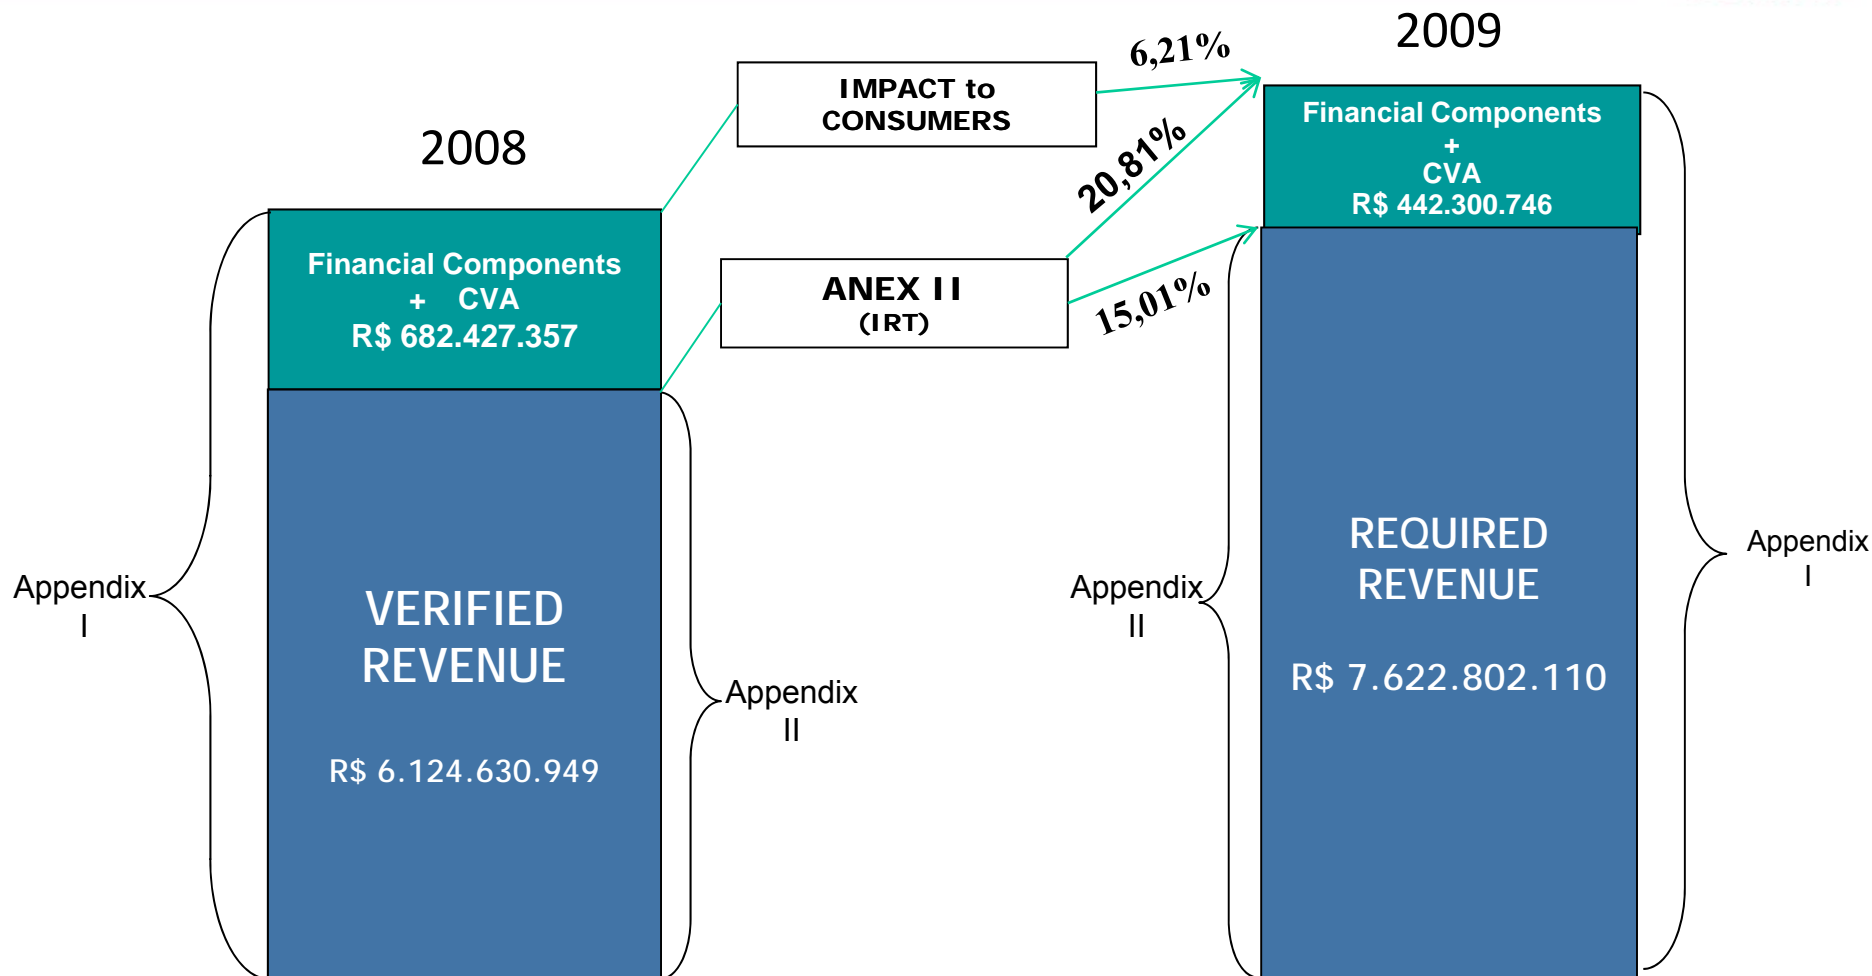 2008
Financial Components
+ CVA
R$ 682.427.357
VERIFIED
REVENUE
R$ 6.124.630.949
Appendix
I
Appendix
II
IMPACT to
CONSUMERS
6,21%
ANEX II
(IRT)
20,81%
15,01%
2009
Financial Components
+
CVA
R$ 442.300.746
REQUIRED
REVENUE
R$ 7.622.802.110
Appendix
II
Appendix
I